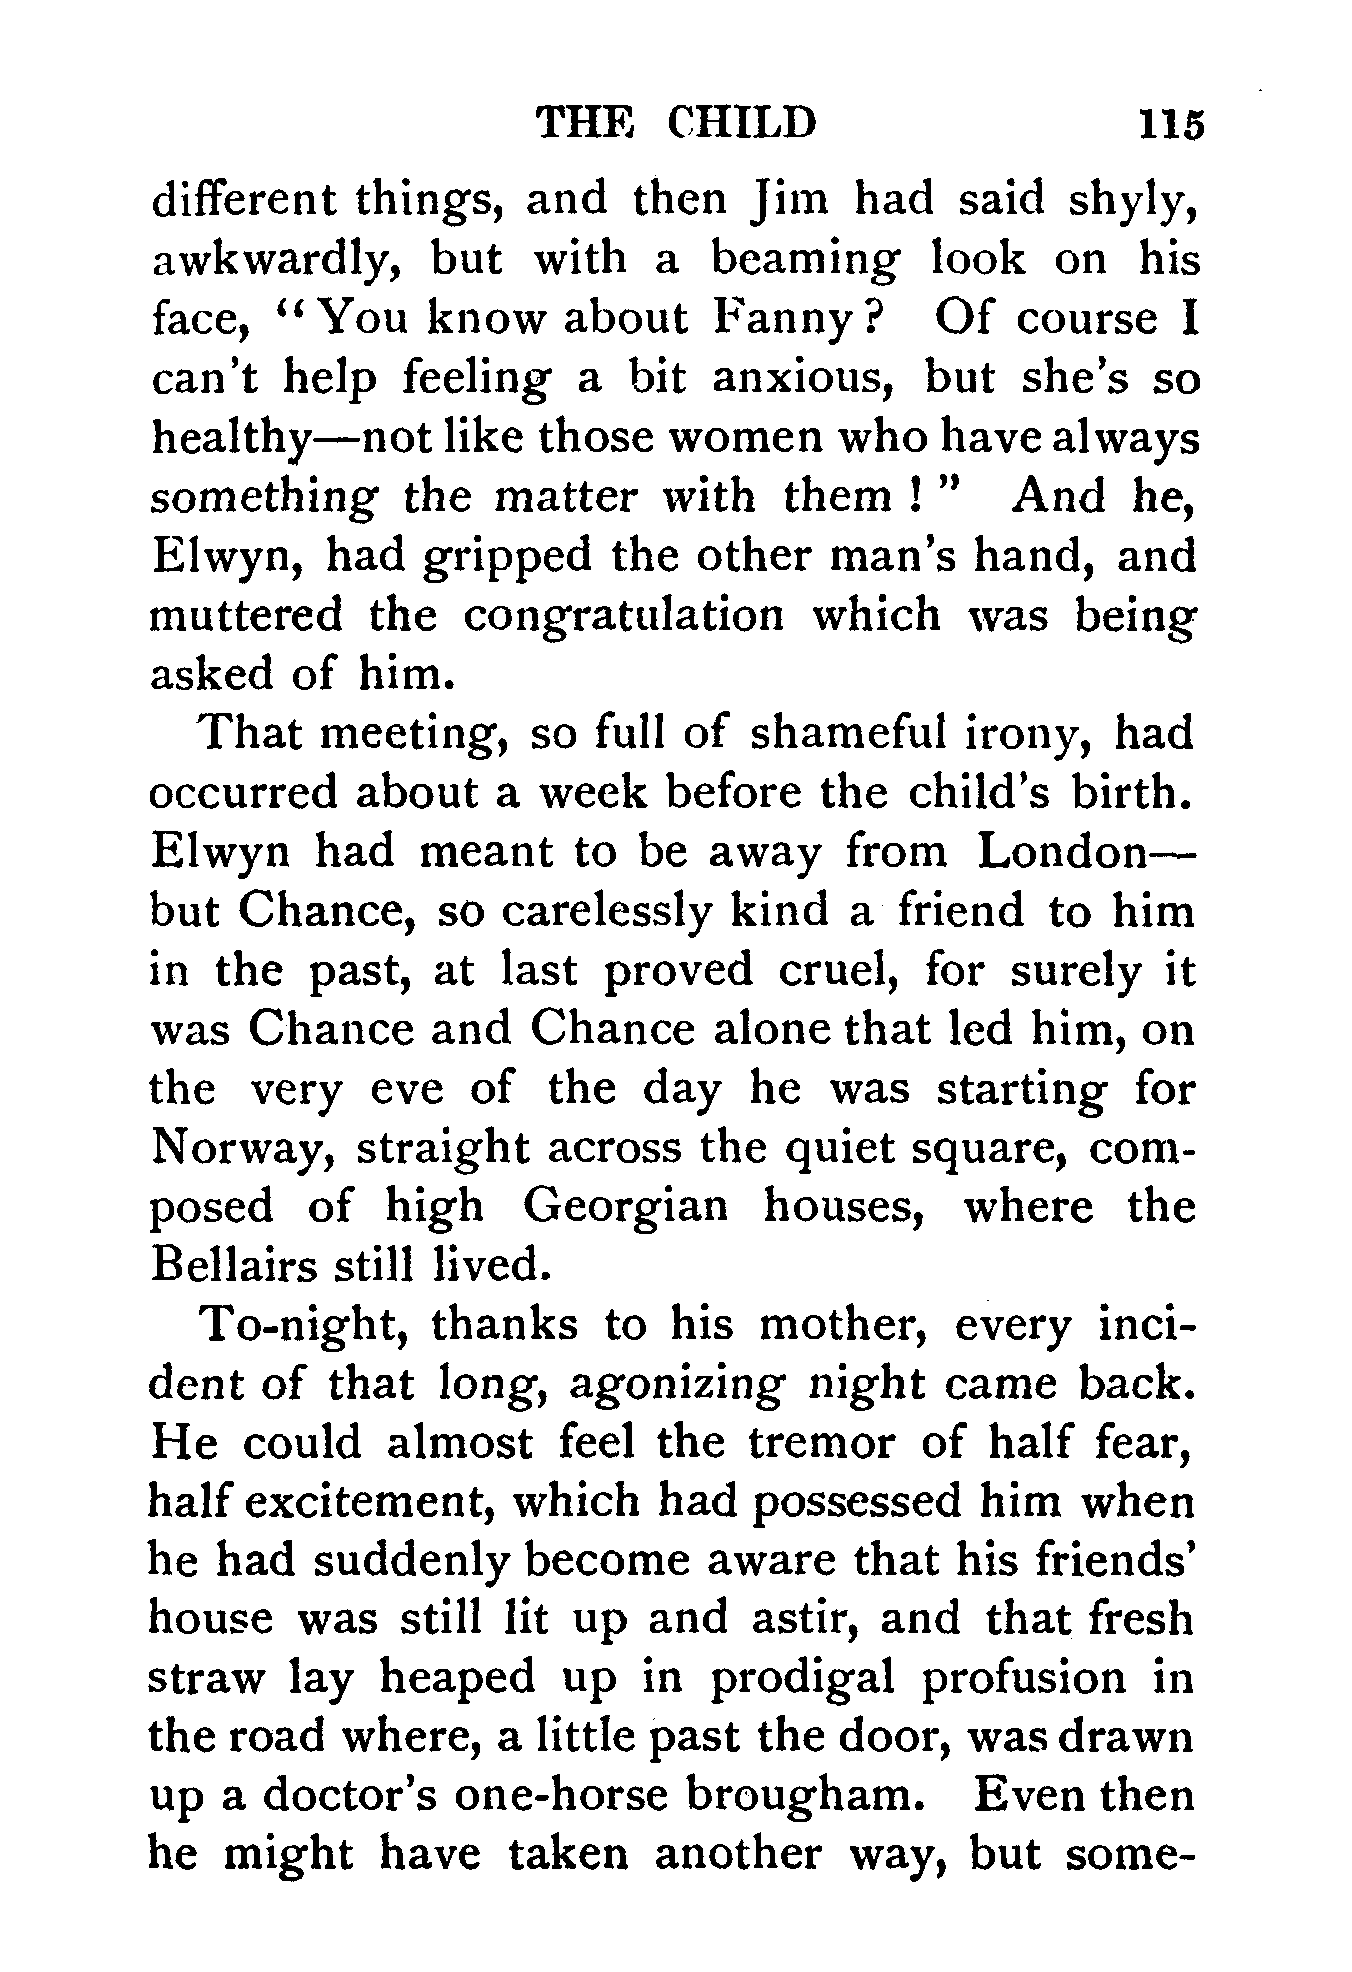 THE CHILD 115
different things, and then Jim had said shyly,
awkwardly, but with a beaming look on his
face, “ You know about Fanny ? Of course I
can't help feeling a bit anxious, but she's so
healthy—not like those women who have always
something the matter with them ! ” And he,
Elwyn, had gripped the other man's hand, and
muttered the congratulation which was being
asked of him.
That meeting, so full of shameful irony, had
occurred about a week before the child's birth.
Elwyn had meant to be away from London—
but Chance, so carelessly kind a friend to him
in the past, at last proved cruel, for surely it
was Chance and Chance alone that led him, on
the very eve of the day he was starting for
Norway, straight across the quiet square, com-
posed of high Georgian houses, where the
Bellairs still lived.
To-night, thanks to his mother, every inci-
dent of that long, agonizing night came back.
He could almost feel the tremor of half fear,
half excitement, which had possessed him when
he had suddenly become aware that his friends'
house was still lit up and astir, and that fresh
straw lay heaped up in prodigal profusion in
the road where, a little past the door, was drawn
up a doctor's one-horse brougham. Even then
he might have taken another way, but some-